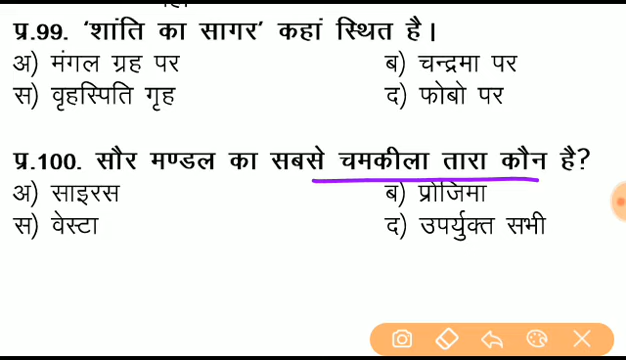 प्र.99. 'शांति का सागर' कहां स्थित है।
अ) मंगल ग्रह पर ब) चन्द्रमा पर
स) वृहस्पिति गृह द) फोबो पर
प्र.100. सौर मण्डल का सबसे चमकीला तारा कौन है?
अ) साइरस ब) प्रोजिमा
स) वेस्टा द) उपर्युक्त सभी